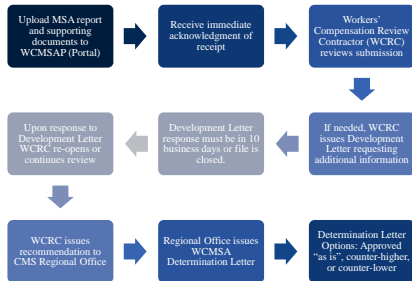 Upload MSA report
and supporting
documents to
WCMSAP (Portal)
Receive immediate
acknowledgment of
receipt
Workers'
Compensation Review
Contractor (WCRC)
reviews submission
If needed, WCRC
issues Development
Letter requesting
additional information
Development Letter
response must be in 10
business days or file is
closed.
Upon response to
Development Letter
WCRC re-opens or
continues review
WCRC issues
recommendation to
CMS Regional Office
Regional Office issues
WCMSA
Determination Letter
Determination Letter
Options: Approved
"as is", counter-higher,
or counter-lower